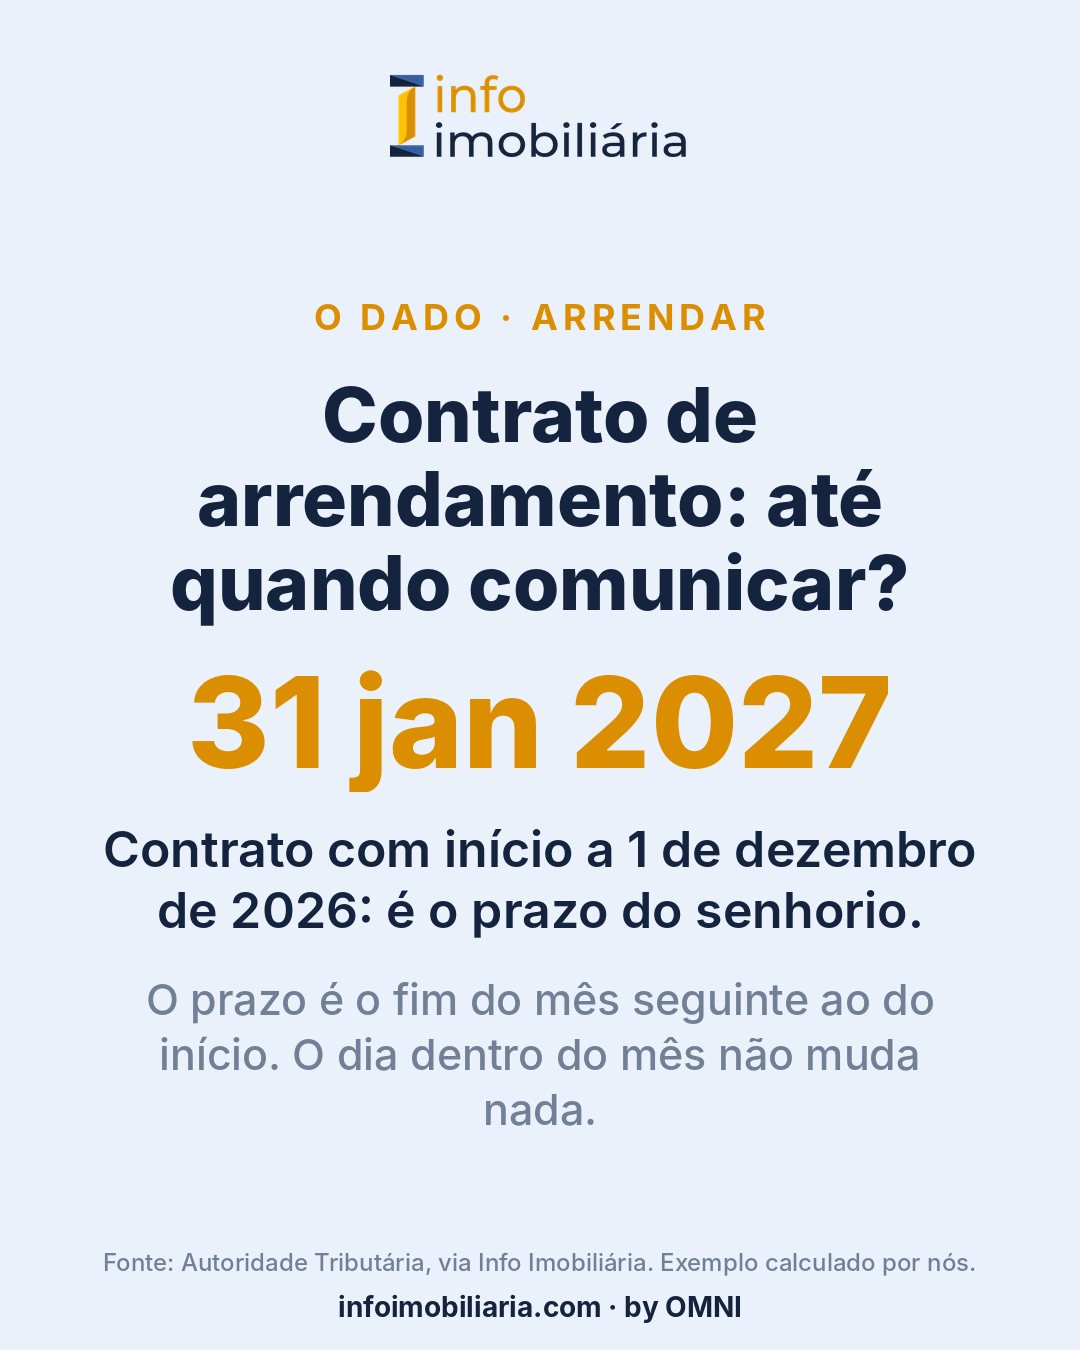 info
imobiliária
O DADO · ARRENDAR
Contrato de
arrendamento: até
quando comunicar?
31 jan 2027
Contrato com início a 1 de dezembro
de 2026: é o prazo do senhorio.
O prazo é o fim do mês seguinte ao do
início. O dia dentro do mês não muda
nada.
Fonte: Autoridade Tributária, via Info Imobiliária. Exemplo calculado por nós.
infoimobiliaria.com · by OMNI